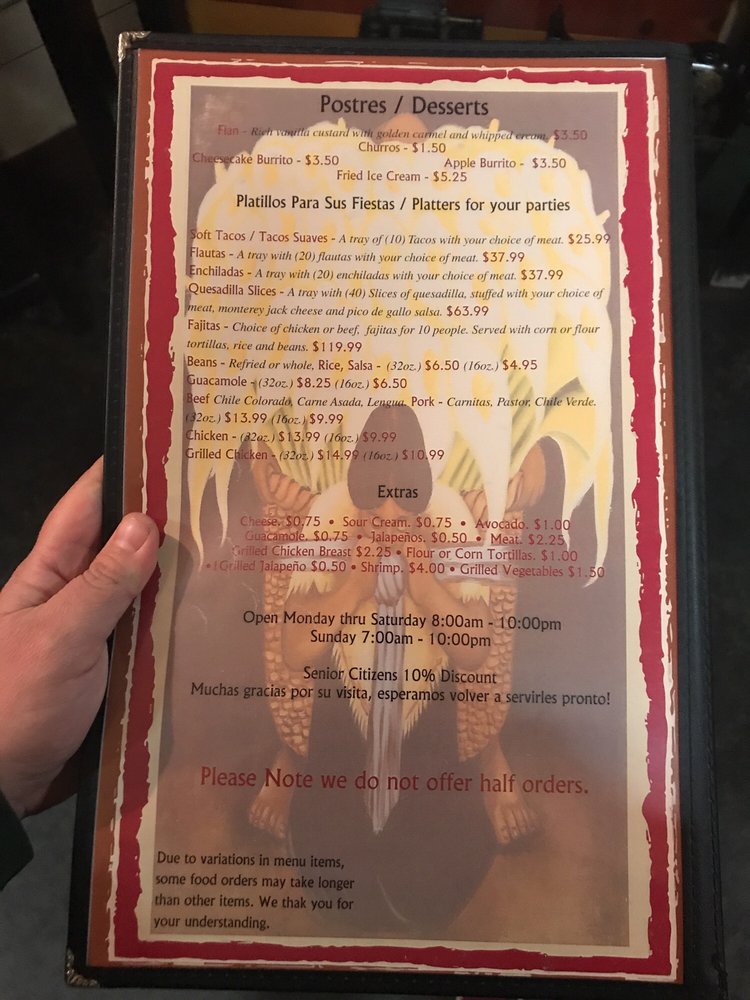 Postres / Desserts
Flan - Rich vanilla custard with golden carmel and whipped cream. $3.50
Churros - $1.50
Cheesecake Burrito - $3.50 Apple Burrito - $3.50
Fried Ice Cream - $5.25
Platillos Para Sus Fiestas / Platters for your parties
Soft Tacos / Tacos Suaves - A tray of (10) Tacos with your choice of meat. $25.99
Flautas - A tray with (20) flautas with your choice of meat. $37.99
Enchiladas - A tray with (20) enchiladas with your choice of meat. $37.99
Quesadilla Slices - A tray with (40) Slices of quesadilla, stuffed with your choice of
meat, monterey jack cheese and pico de gallo salsa. $63.99
Fajitas - Choice of chicken or beef, fajitas for 10 people. Served with corn or flour
tortillas, rice and beans. $119.99
Beans - Refried or whole, Rice, Salsa - (32oz.) $6.50 (16oz.) $4.95
Guacamole - (32oz.) $8.25 (16oz.) $6.50
Beef Chile Colorado, Carne Asada, Lengua. Pork - Carnitas, Pastor, Chile Verde.
(32oz.) $13.99 (16oz.) $9.99
Chicken - (32oz.) $13.99 (16oz.) $9.99
Grilled Chicken - (32oz.) $14.99 (16oz.) $10.99
Extras
Cheese. $0.75 • Sour Cream. $0.75 • Avocado. $1.00
Guacamole. $0.75 • Jalapeños. $0.50 • Meat. $2.25
Grilled Chicken Breast $2.25 • Flour or Corn Tortillas. $1.00
•!Grilled Jalapeño $0.50 • Shrimp. $4.00 • Grilled Vegetables $1.50
Open Monday thru Saturday 8:00am - 10:00pm
Sunday 7:00am - 10:00pm
Senior Citizens 10% Discount
Muchas gracias por su visita, esperamos volver a servirles pronto!
Please Note we do not offer half orders.
Due to variations in menu items,
some food orders may take longer
than other items. We thak you for
your understanding.